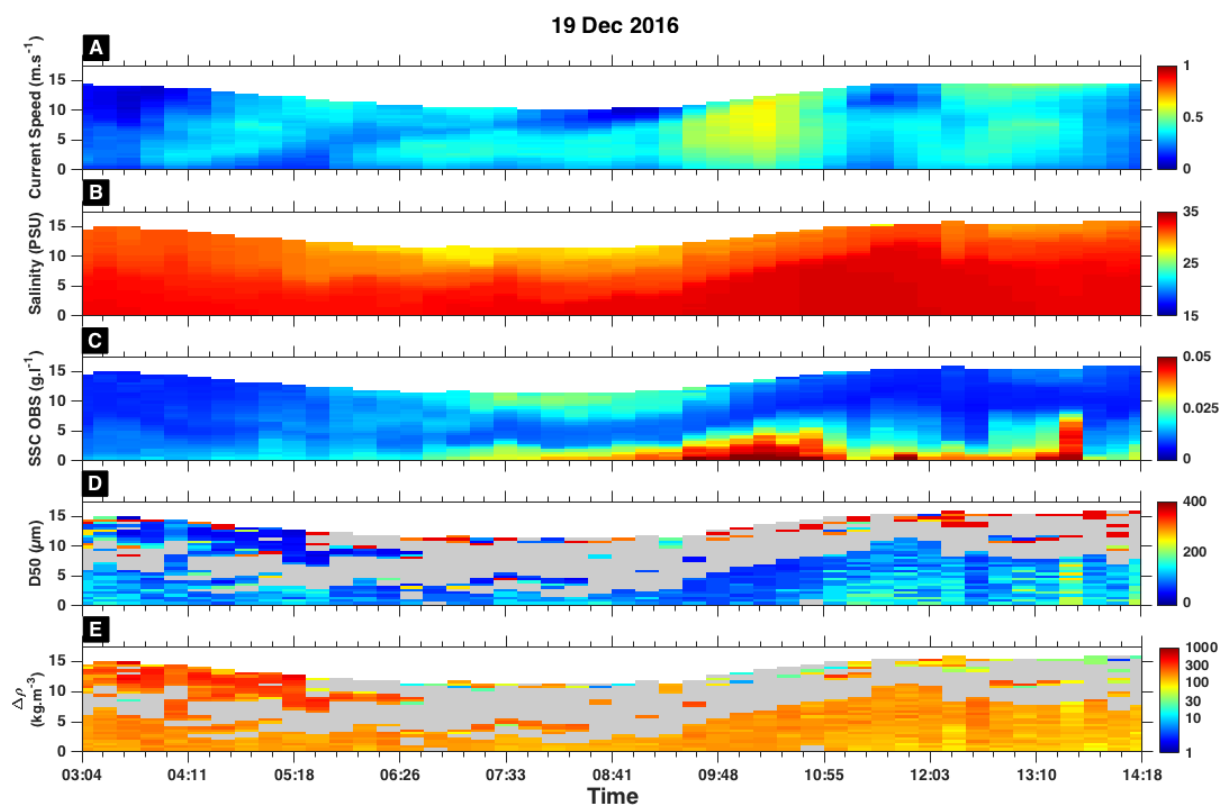 19 Dec 2016
A
Current Speed (m.s⁻¹)
15
10
5
0
1
0.5
0
B
Salinity (PSU)
15
10
5
0
35
25
15
C
SSC OBS (g.l⁻¹)
15
10
5
0
0.05
0.025
0
D
D50 (μm)
15
10
5
0
400
200
0
E
△ρ
(kg.m⁻³)
15
10
5
0
1000
300
100
30
10
1
03:04 04:11 05:18 06:26 07:33 08:41 09:48 10:55 12:03 13:10 14:18
Time